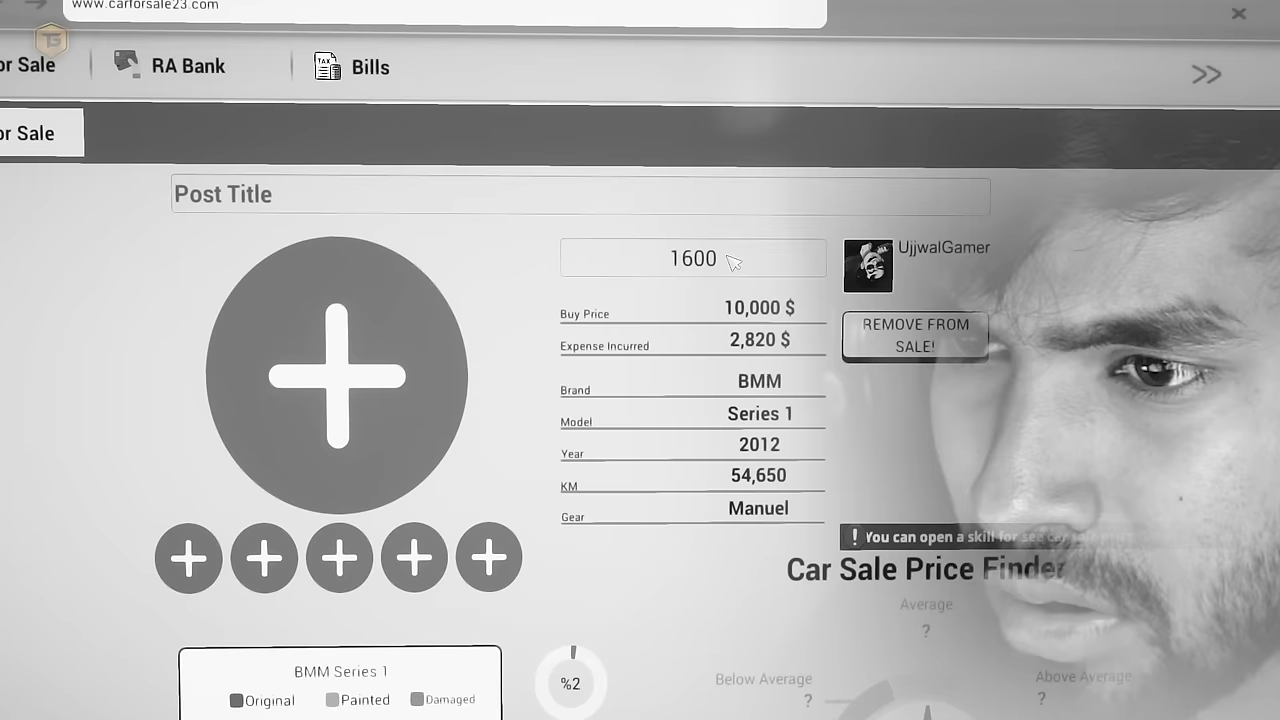 www.carforsale23.com
or Sale
RA Bank
TAX
Bills
or Sale
Post Title
1600
UjjwalGamer
REMOVE FROM
SALE!
Buy Price 10,000 $
Expense Incurred 2,820 $
Brand BMM
Model Series 1
Year 2012
KM 54,650
Gear Manuel
! You can open a skill for see car
Car Sale Price Finder
Average
?
Below Average
?
Above Average
?
BMM Series 1
Original Painted Damaged
%2